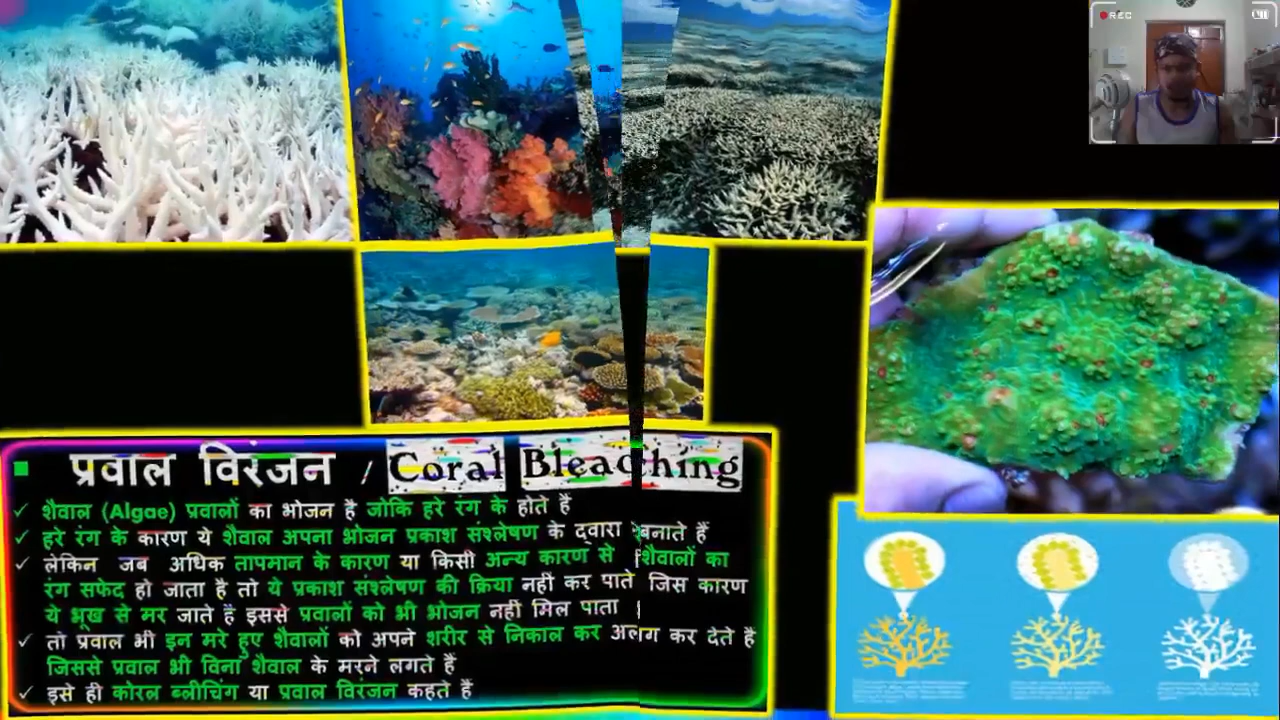 REC
प्रवाल विरंजन / Coral Bleaching
✓ शैवाल (Algae) प्रवालों का भोजन है जोकि हरे रंग के होते हैं
✓ हरे रंग के कारण ये शैवाल अपना भोजन प्रकाश संश्लेषण के द्वारा बनाते हैं
✓ लेकिन जब अधिक तापमान के कारण या किसी अन्य कारण से शैवालों का
रंग सफेद हो जाता है तो ये प्रकाश संश्लेषण की क्रिया नहीं कर पाते जिस कारण
ये भूख से मर जाते है इससे प्रवालों को भी भोजन नहीं मिल पाता
✓ तो प्रवाल भी इन मरे हुए शैवालों को अपने शरीर से निकाल कर अलग कर देते है
जिससे प्रवाल भी विना शैवाल के मरने लगते हैं
✓ इसे ही कोरल ब्लीचिंग या प्रवाल विरंजन कहते हैं